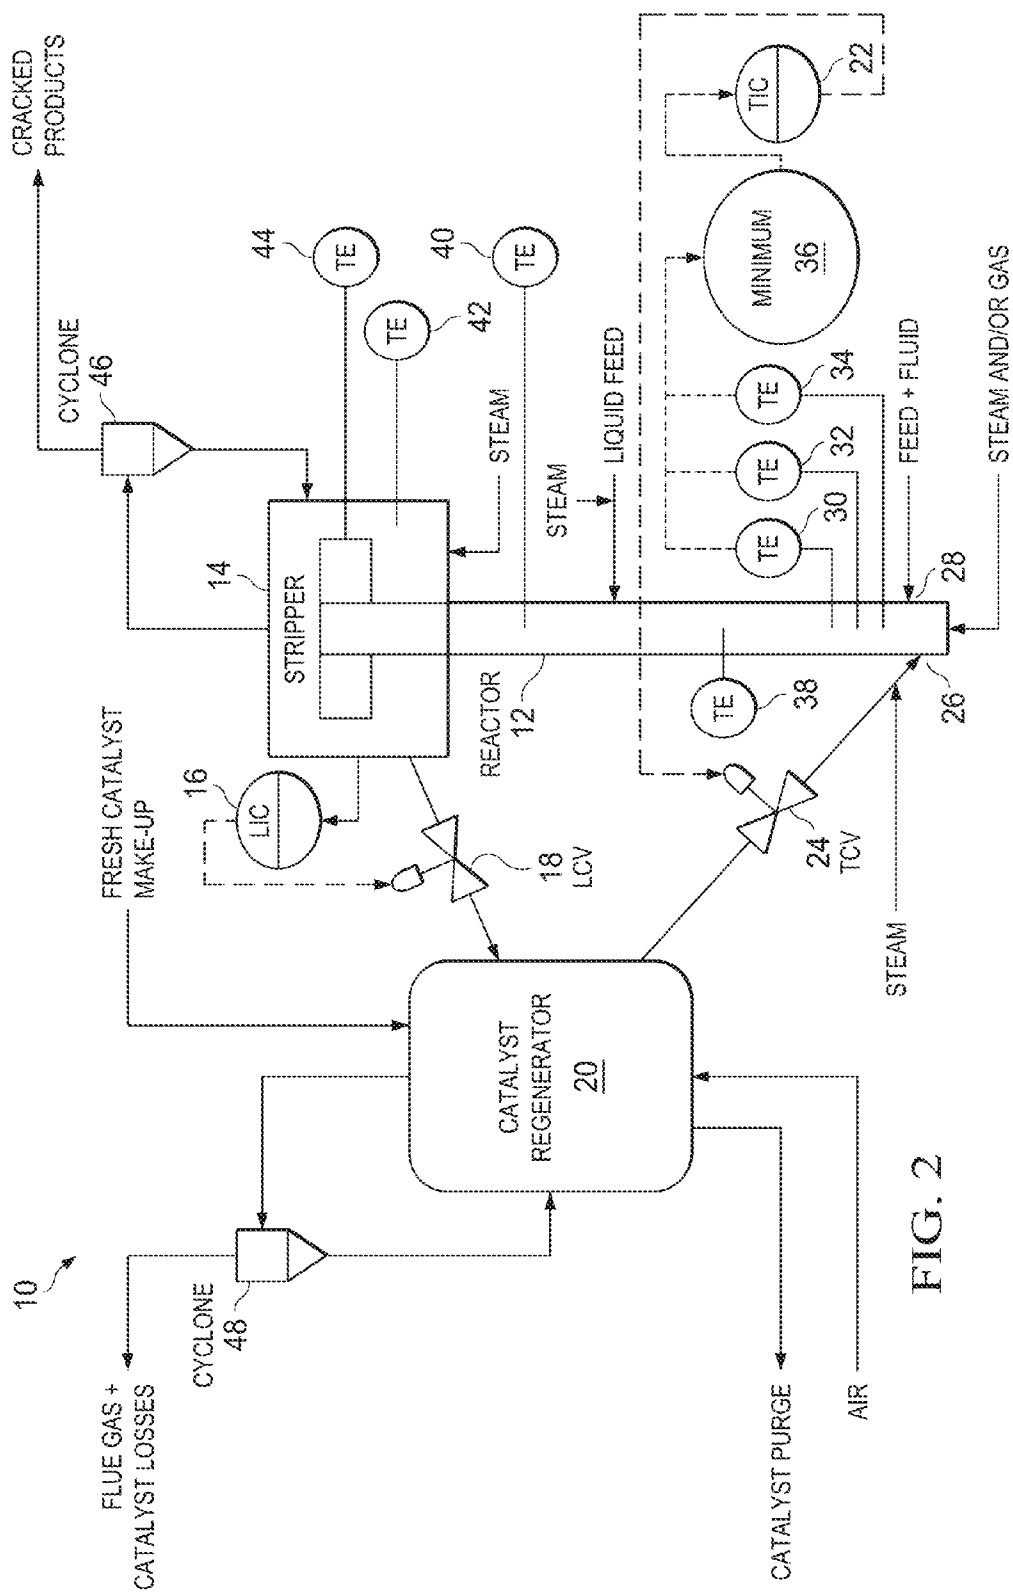 10
FLUE GAS +
CATALYST LOSSES
CYCLONE
48
FRESH CATALYST
MAKE-UP
CATALYST
REGENERATOR
20
CATALYST PURGE
AIR
16
LIC
18
LCV
STRIPPER
14
REACTOR
12
CYCLONE
46
CRACKED
PRODUCTS
TE
44
TE
42
TE
40
STEAM
STEAM
LIQUID FEED
TE
38
24
TCV
STEAM
26
28
TE
30
TE
32
TE
34
FEED + FLUID
STEAM AND/OR GAS
MINIMUM
36
TIC
22
FIG. 2